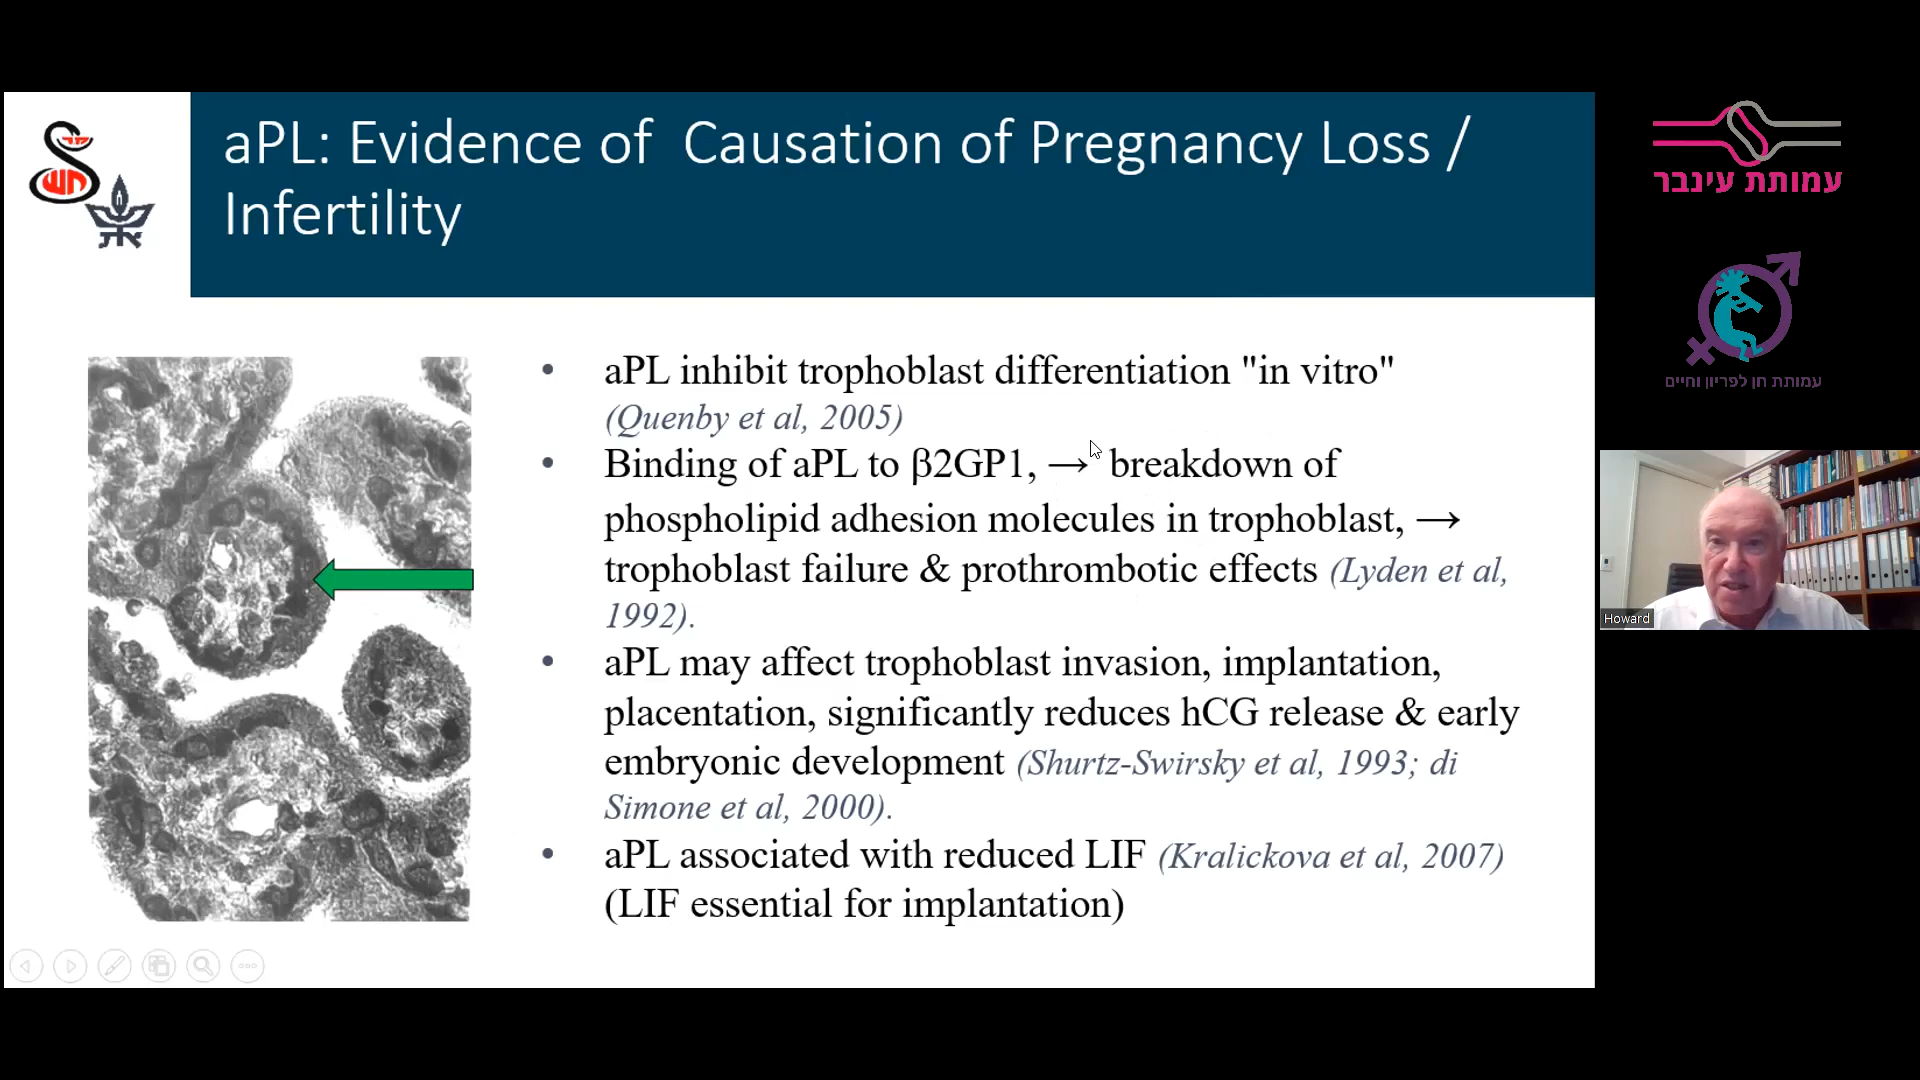 aPL: Evidence of  Causation of Pregnancy Loss /
Infertility
• aPL inhibit trophoblast differentiation "in vitro"
(Quenby et al, 2005)
• Binding of aPL to β2GP1, → breakdown of
phospholipid adhesion molecules in trophoblast, →
trophoblast failure & prothrombotic effects (Lyden et al,
1992).
• aPL may affect trophoblast invasion, implantation,
placentation, significantly reduces hCG release & early
embryonic development (Shurtz-Swirsky et al, 1993; di
Simone et al, 2000).
• aPL associated with reduced LIF (Kralickova et al, 2007)
(LIF essential for implantation)
עמותת עינבר
עמותת חן לפריון וחיים
Howard